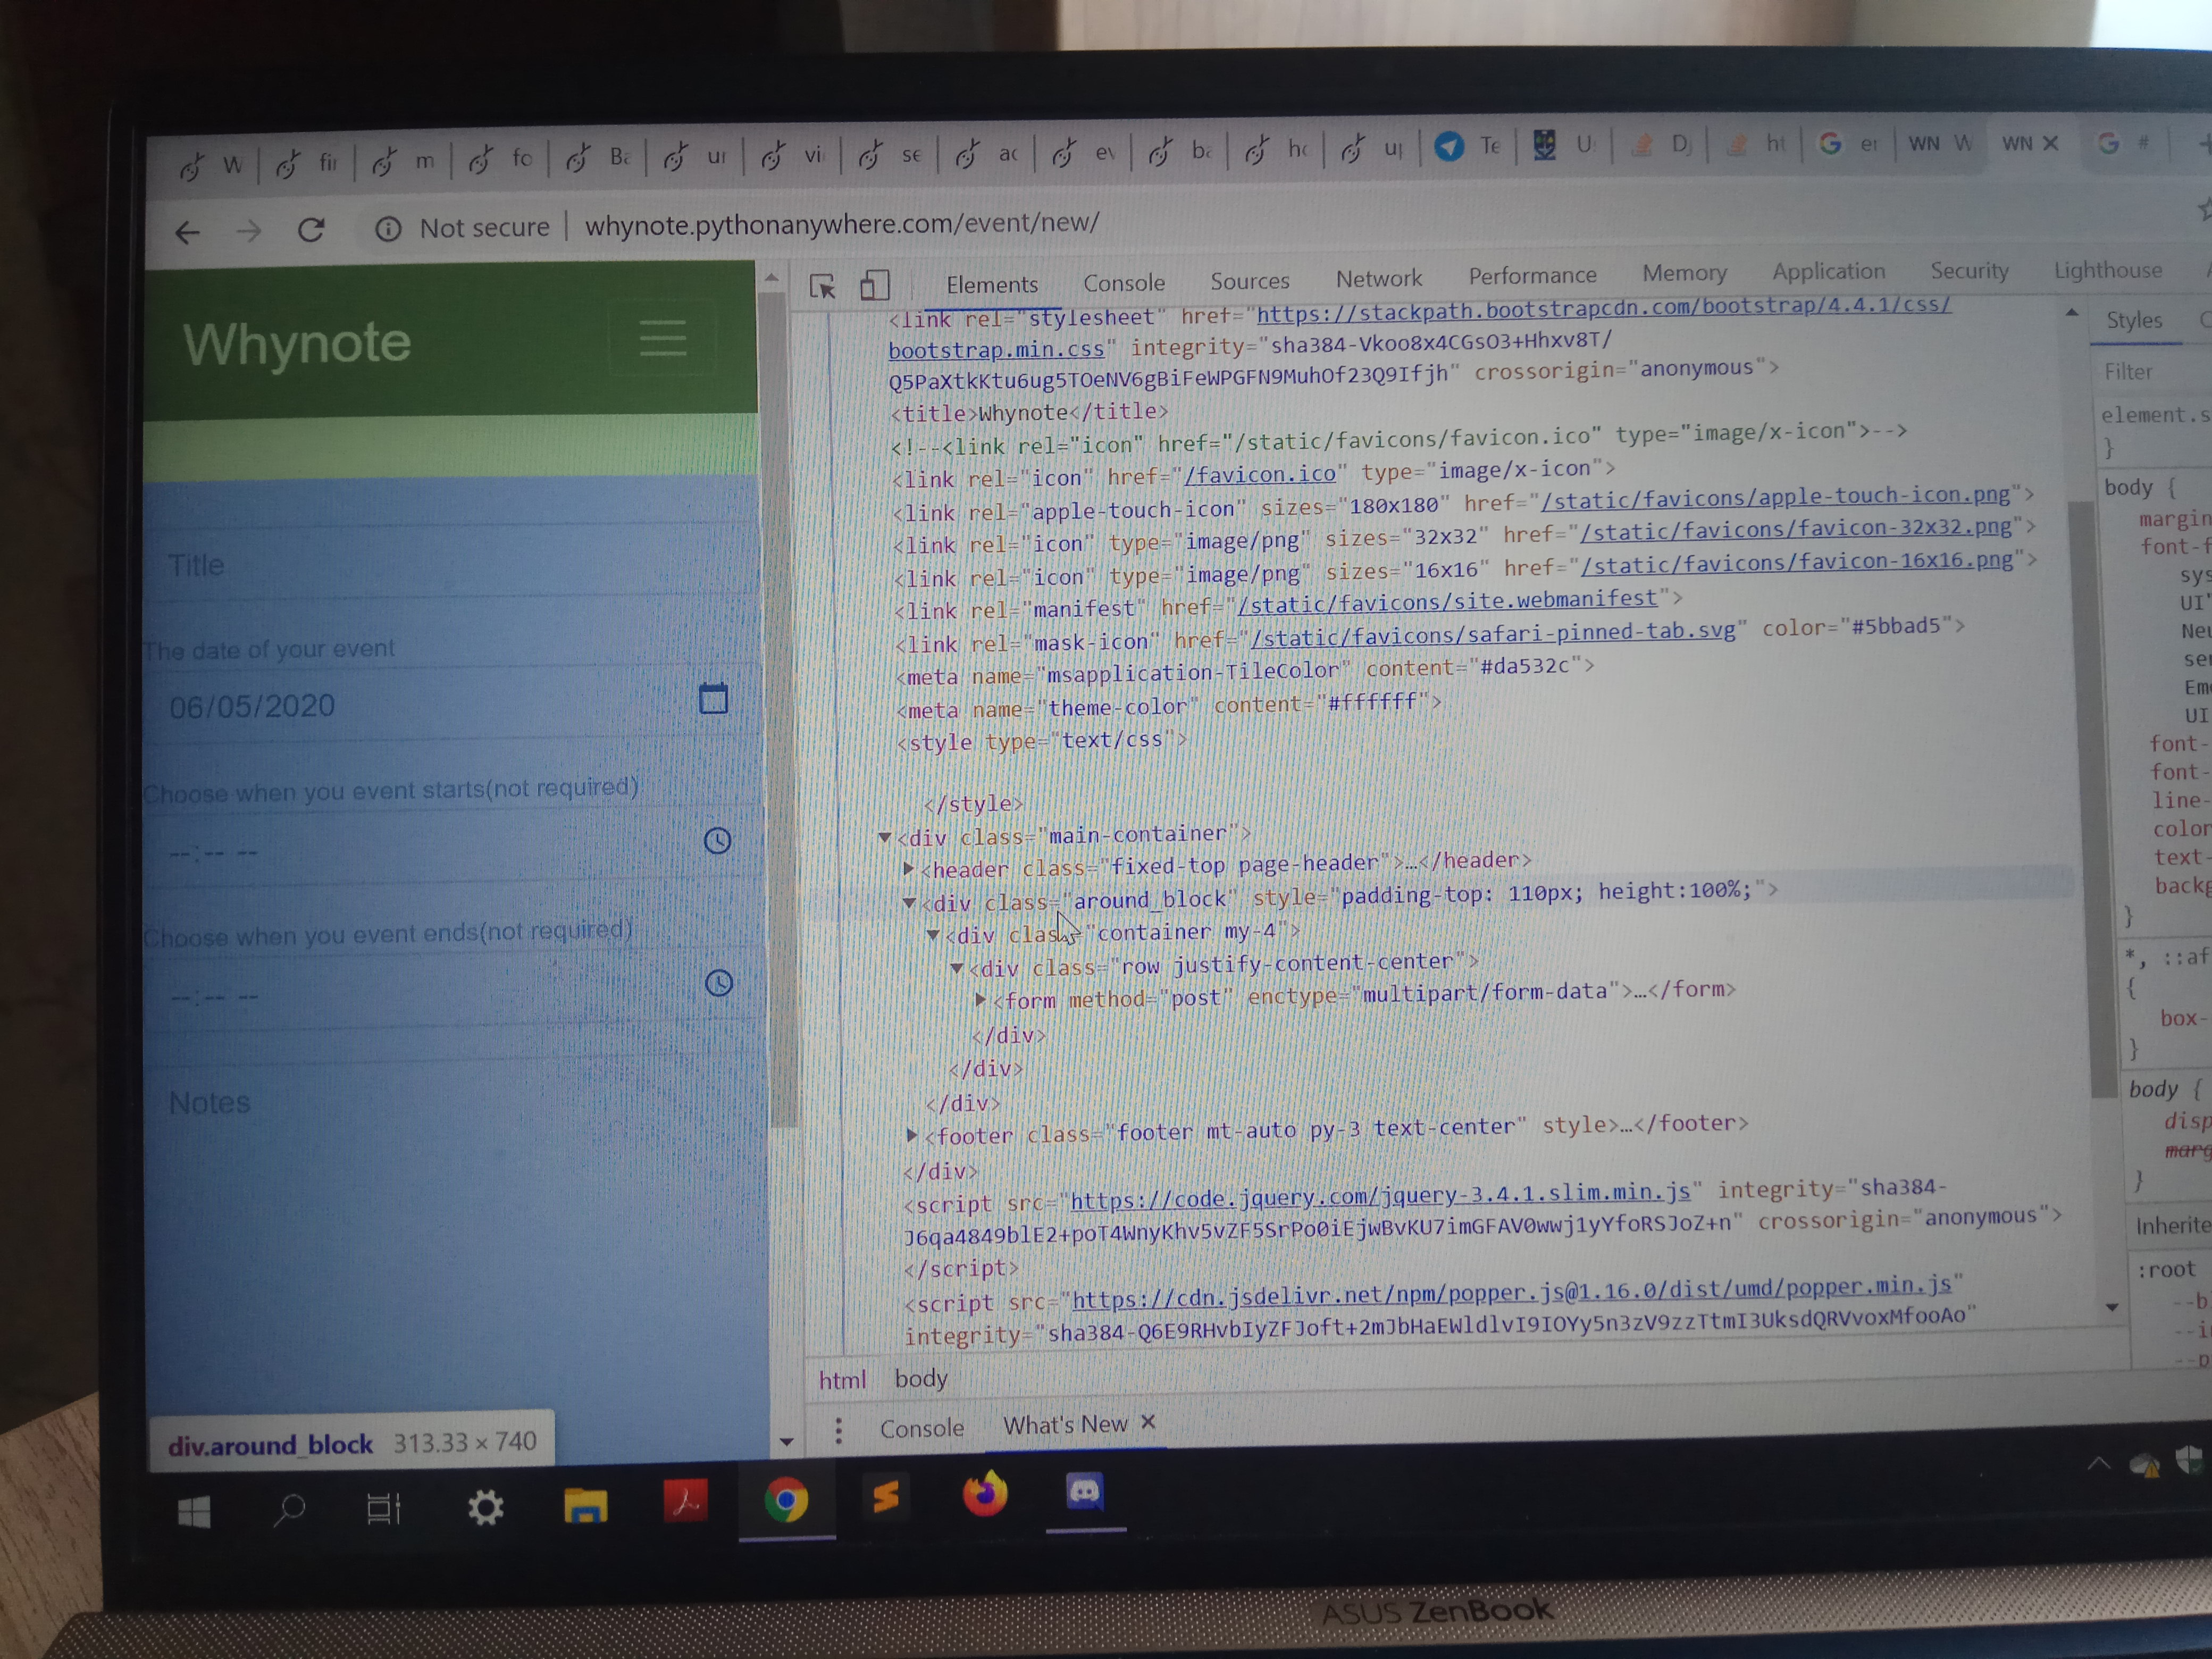 W
fir
m
fo
Ba
ur
vi
se
ac
ev
ba
hc
up
Te
U
D
ht
er
WN W
WN
#
Not secure | whynote.pythonanywhere.com/event/new/
Whynote
Title
The date of your event
06/05/2020
Choose when you event starts(not required)
--:-- --
Choose when you event ends(not required)
--:-- --
Notes
div.around_block 313.33 × 740
Elements Console Sources Network Performance Memory Application Security Lighthouse
<link rel="stylesheet" href="https://stackpath.bootstrapcdn.com/bootstrap/4.4.1/css/
bootstrap.min.css" integrity="sha384-Vkoo8x4CGsO3+Hhxv8T/
Q5PaXtkKtu6ug5TOeNV6gBiFeWPGFN9MuhOf23Q9Ifjh" crossorigin="anonymous">
<title>Whynote</title>
<!--<link rel="icon" href="/static/favicons/favicon.ico" type="image/x-icon">-->
<link rel="icon" href="/favicon.ico" type="image/x-icon">
<link rel="apple-touch-icon" sizes="180x180" href="/static/favicons/apple-touch-icon.png">
<link rel="icon" type="image/png" sizes="32x32" href="/static/favicons/favicon-32x32.png">
<link rel="icon" type="image/png" sizes="16x16" href="/static/favicons/favicon-16x16.png">
<link rel="manifest" href="/static/favicons/site.webmanifest">
<link rel="mask-icon" href="/static/favicons/safari-pinned-tab.svg" color="#5bbad5">
<meta name="msapplication-TileColor" content="#da532c">
<meta name="theme-color" content="#ffffff">
<style type="text/css">
</style>
<div class="main-container">
<header class="fixed-top page-header">…</header>
<div class="around_block" style="padding-top: 110px; height:100%;">
<div class="container my-4">
<div class="row justify-content-center">
<form method="post" enctype="multipart/form-data">…</form>
</div>
</div>
</div>
<footer class="footer mt-auto py-3 text-center" style>…</footer>
</div>
<script src="https://code.jquery.com/jquery-3.4.1.slim.min.js" integrity="sha384-
J6qa4849blE2+poT4WnyKhv5vZF5SrPo0iEjwBvKU7imGFAV0wwj1yYfoRSJoZ+n" crossorigin="anonymous">
</script>
<script src="https://cdn.jsdelivr.net/npm/popper.js@1.16.0/dist/umd/popper.min.js"
integrity="sha384-Q6E9RHvbIyZFJoft+2mJbHaEWldlvI9IOYy5n3zV9zzTtmI3UksdQRVvoxMfooAo"
html body
Console What's New
Styles
Filter
element.s
}
body {
margin
font-f
sys
UI"
Neu
ser
Emo
UI
font-
font-
line-
color
text-
backg
}
*, ::af
{
box-
}
body {
disp
marg
}
Inherite
:root
--b
--i
--p
ASUS ZenBook